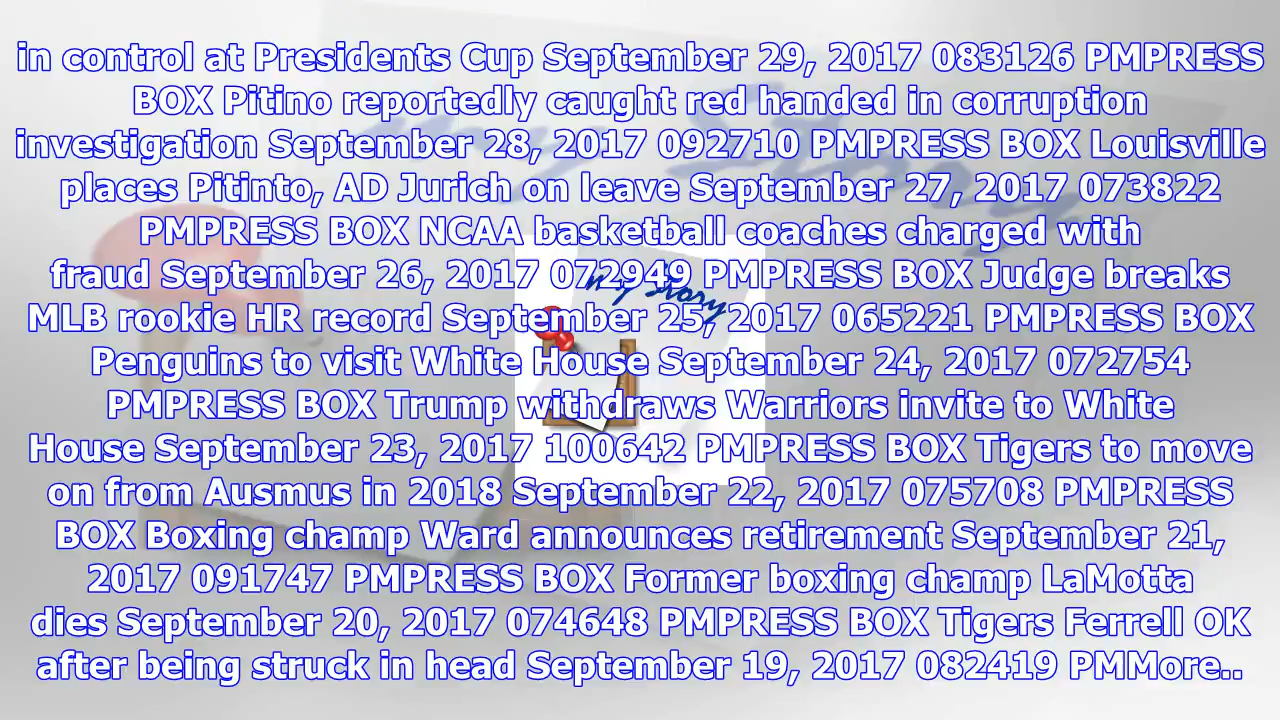 in control at Presidents Cup September 29, 2017 083126 PMPRESS
BOX Pitino reportedly caught red handed in corruption
investigation September 28, 2017 092710 PMPRESS BOX Louisville
places Pitinto, AD Jurich on leave September 27, 2017 073822
PMPRESS BOX NCAA basketball coaches charged with
fraud September 26, 2017 072949 PMPRESS BOX Judge breaks
MLB rookie HR record September 25, 2017 065221 PMPRESS BOX
Penguins to visit White House September 24, 2017 072754
PMPRESS BOX Trump withdraws Warriors invite to White
House September 23, 2017 100642 PMPRESS BOX Tigers to move
on from Ausmus in 2018 September 22, 2017 075708 PMPRESS
BOX Boxing champ Ward announces retirement September 21,
2017 091747 PMPRESS BOX Former boxing champ LaMotta
dies September 20, 2017 074648 PMPRESS BOX Tigers Ferrell OK
after being struck in head September 19, 2017 082419 PMMore..
my story